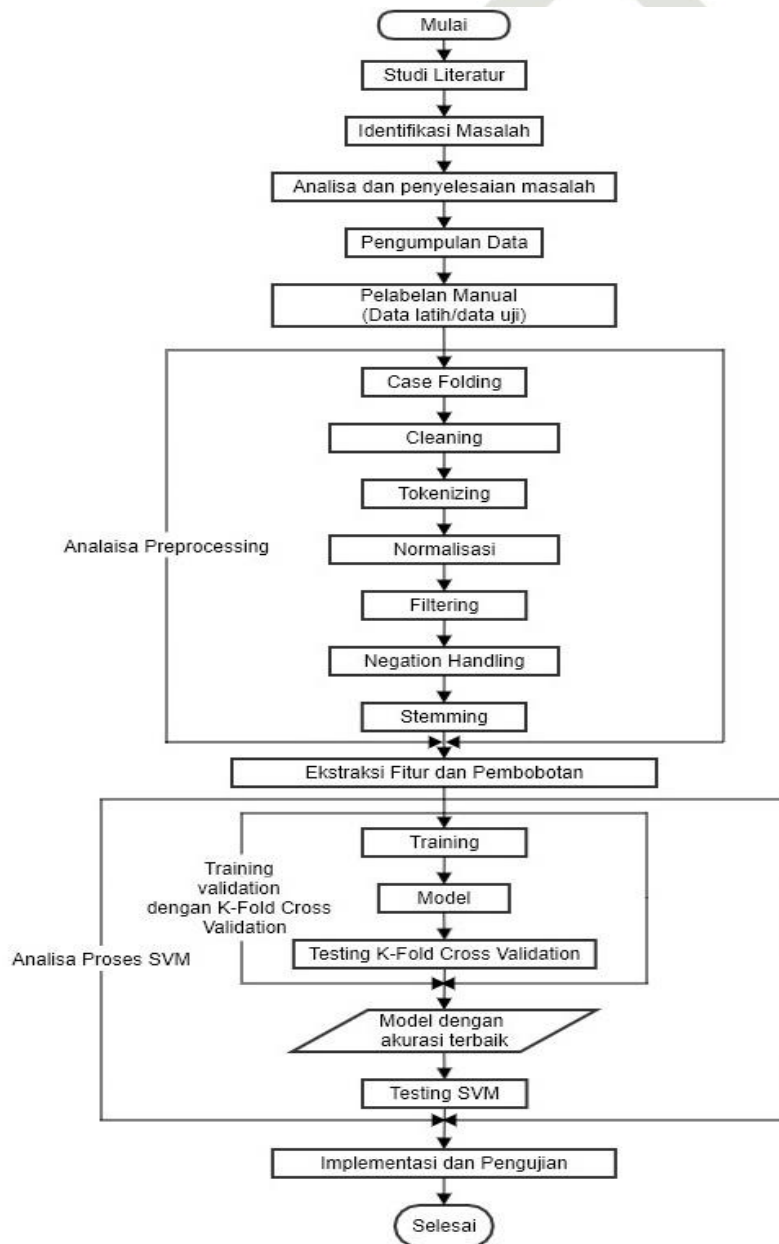 Mulai
Studi Literatur
Identifikasi Masalah
Analisa dan penyelesaian masalah
Pengumpulan Data
Pelabelan Manual
(Data latih/data uji)
Case Folding
Cleaning
Tokenizing
Analaisa Preprocessing
Normalisasi
Filtering
Negation Handling
Stemming
Ekstraksi Fitur dan Pembobotan
Training
Training
validation
dengan K-Fold Cross
Validation
Model
Testing K-Fold Cross Validation
Analisa Proses SVM
Model dengan
akurasi terbaik
Testing SVM
Implementasi dan Pengujian
Selesai